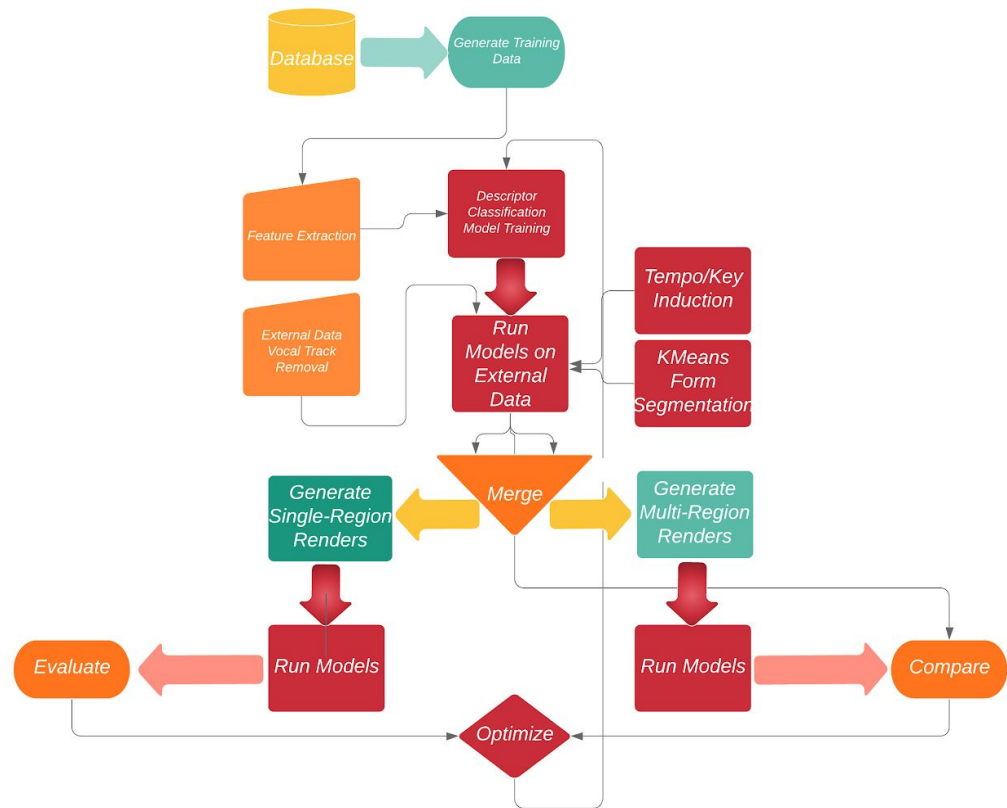 Database
Generate Training
Data
Feature Extraction
Descriptor
Classification
Model Training
Tempo/Key
Induction
External Data
Vocal Track
Removal
Run
Models on
External
Data
KMeans
Form
Segmentation
Merge
Generate
Single-Region
Renders
Generate
Multi-Region
Renders
Evaluate
Run Models
Run Models
Compare
Optimize